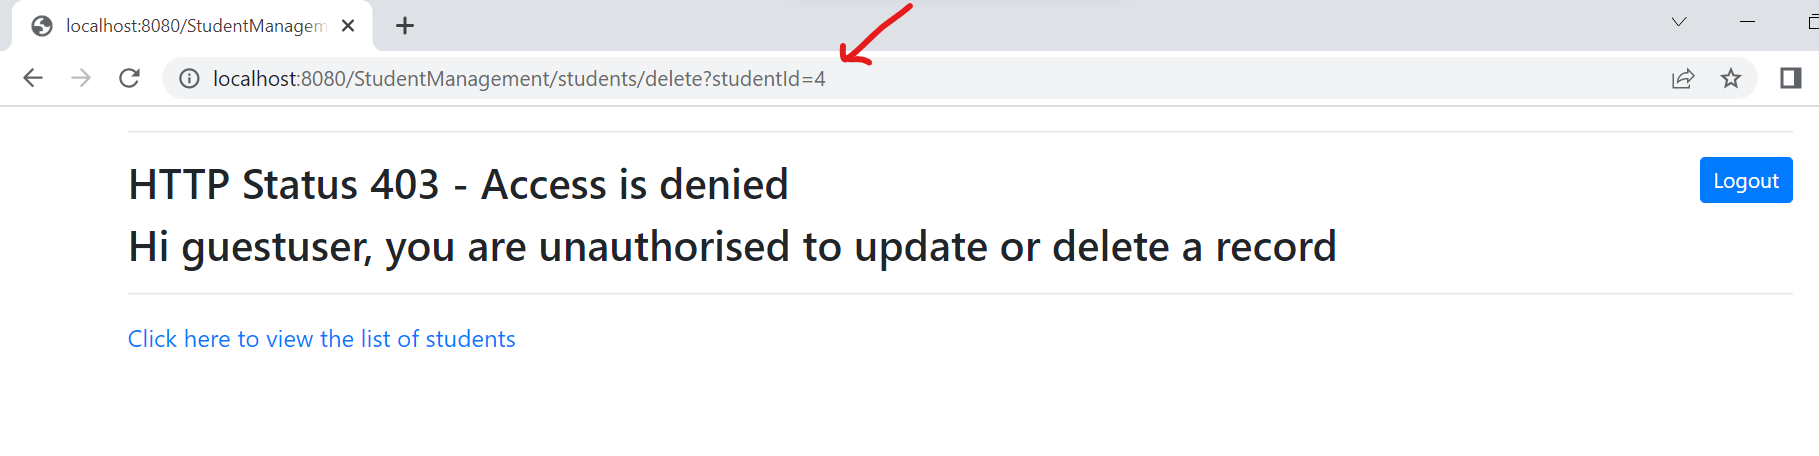 localhost:8080/StudentManagem
localhost:8080/StudentManagement/students/delete?studentId=4
HTTP Status 403 - Access is denied
Logout
Hi guestuser, you are unauthorised to update or delete a record
Click here to view the list of students